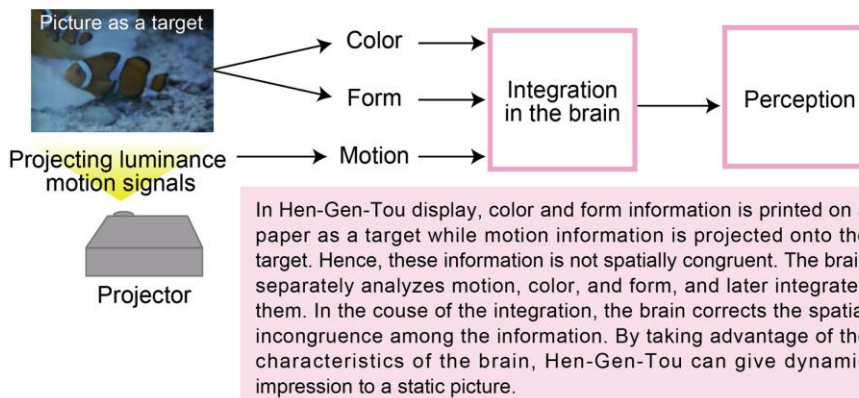 Picture as a target
Color
Form
Integration
in the brain
Perception
Projecting luminance
motion signals
Motion
Projector
In Hen-Gen-Tou display, color and form information is printed on
paper as a target while motion information is projected onto the
target. Hence, these information is not spatially congruent. The brai
separately analyzes motion, color, and form, and later integrate
them. In the couse of the integration, the brain corrects the spatia
incongruence among the information. By taking advantage of the
characteristics of the brain, Hen-Gen-Tou can give dynami
impression to a static picture.